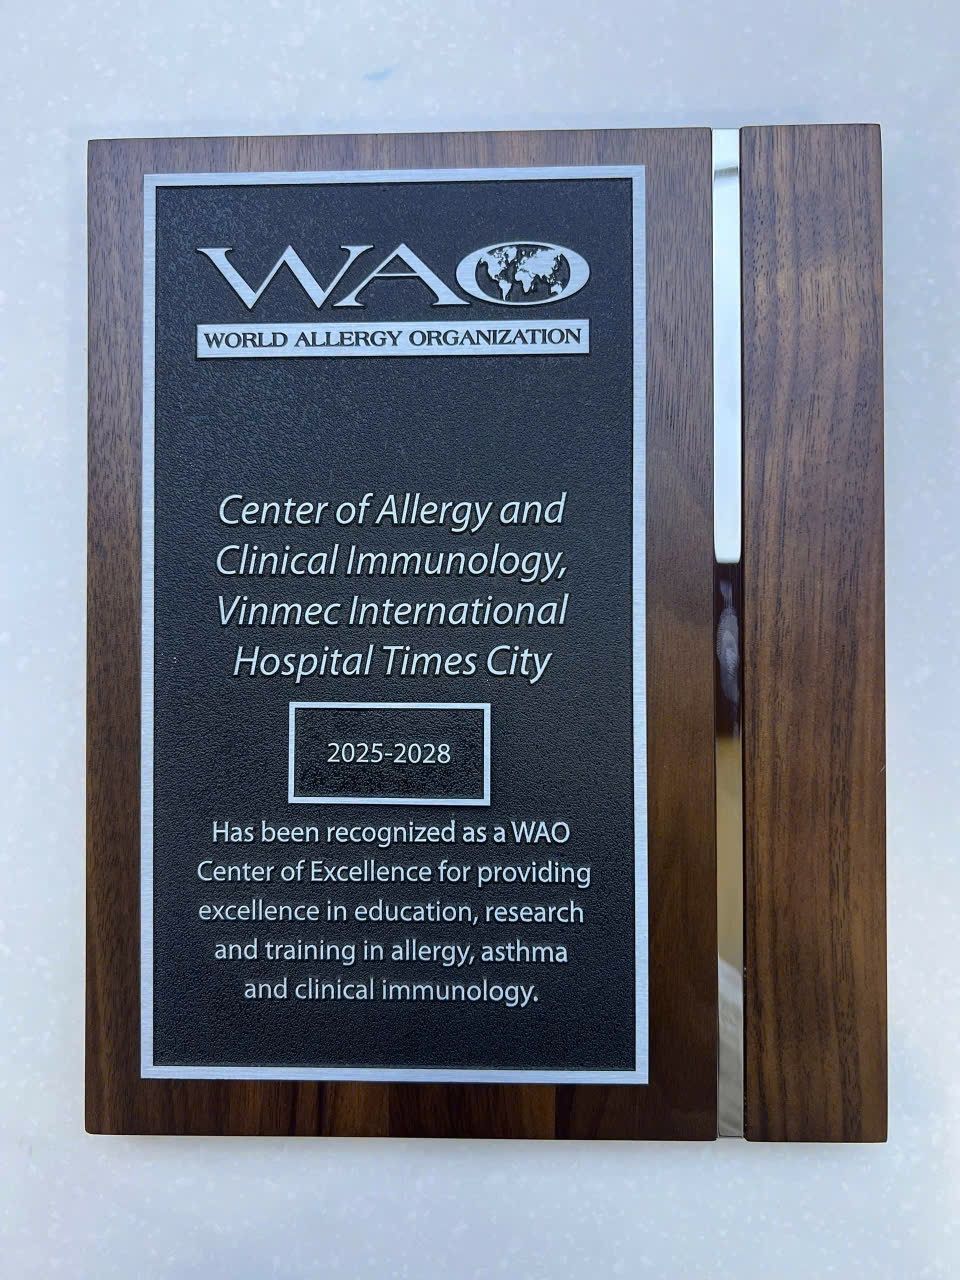 WAO
WORLD ALLERGY ORGANIZATION
Center of Allergy and
Clinical Immunology,
Vinmec International
Hospital Times City
2025-2028
Has been recognized as a WAO
Center of Excellence for providing
excellence in education, research
and training in allergy, asthma
and clinical immunology.